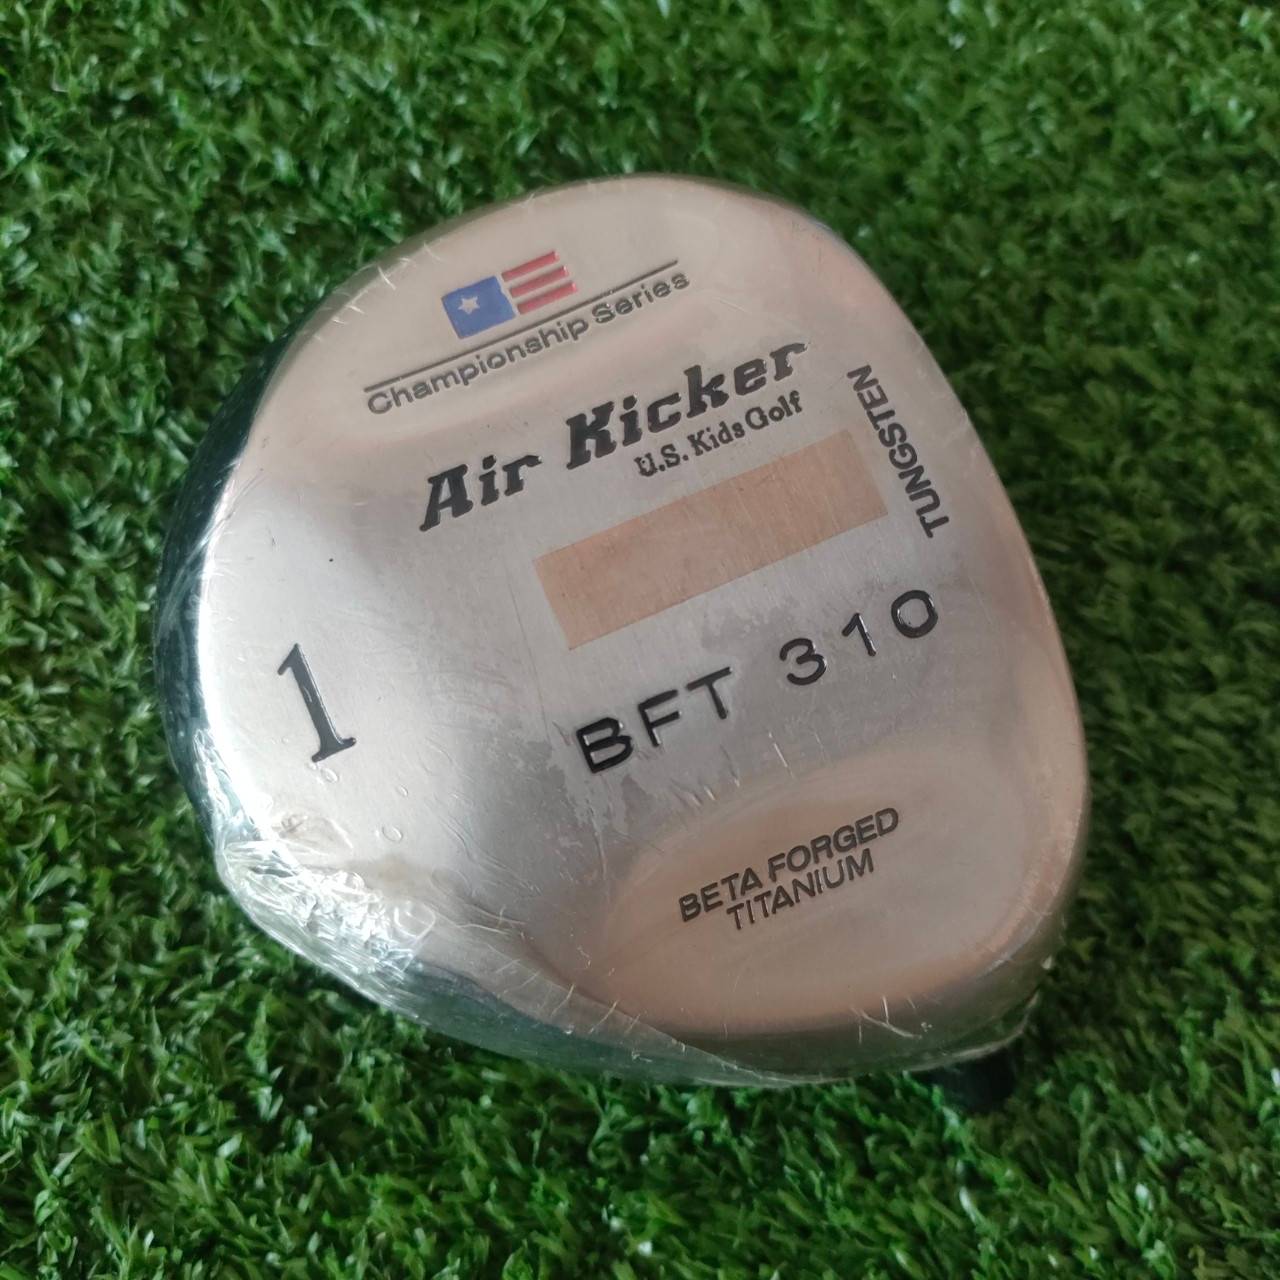 Championship Series
Air Kicker
U.S. Kids Golf
TUNGSTEN
1
BFT 310
BETA FORGED
TITANIUM